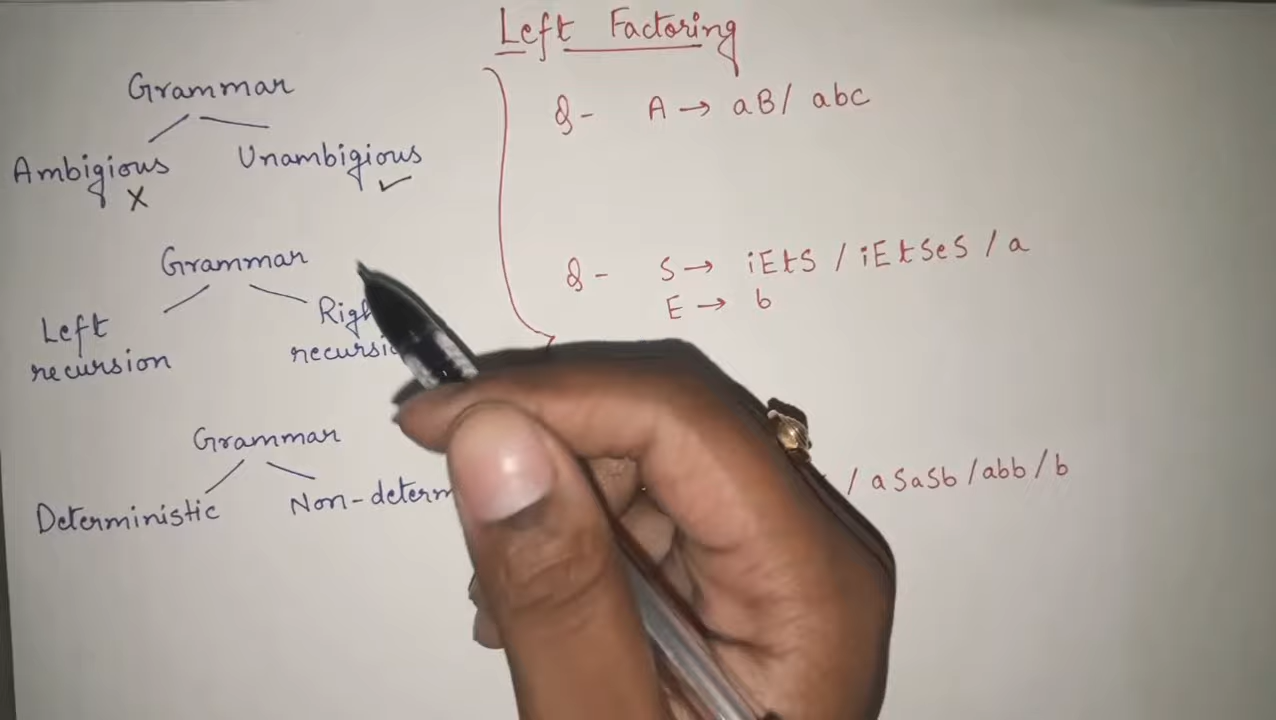 Left Factoring
Grammar
Ambigious Unambigious
X ✓
Grammar
Left
recursion
Grammar
Deterministic
Q- A → aB / abc
Q- S → iEtS / iEtSeS / a
E → b
/ aSaSb / abb / b